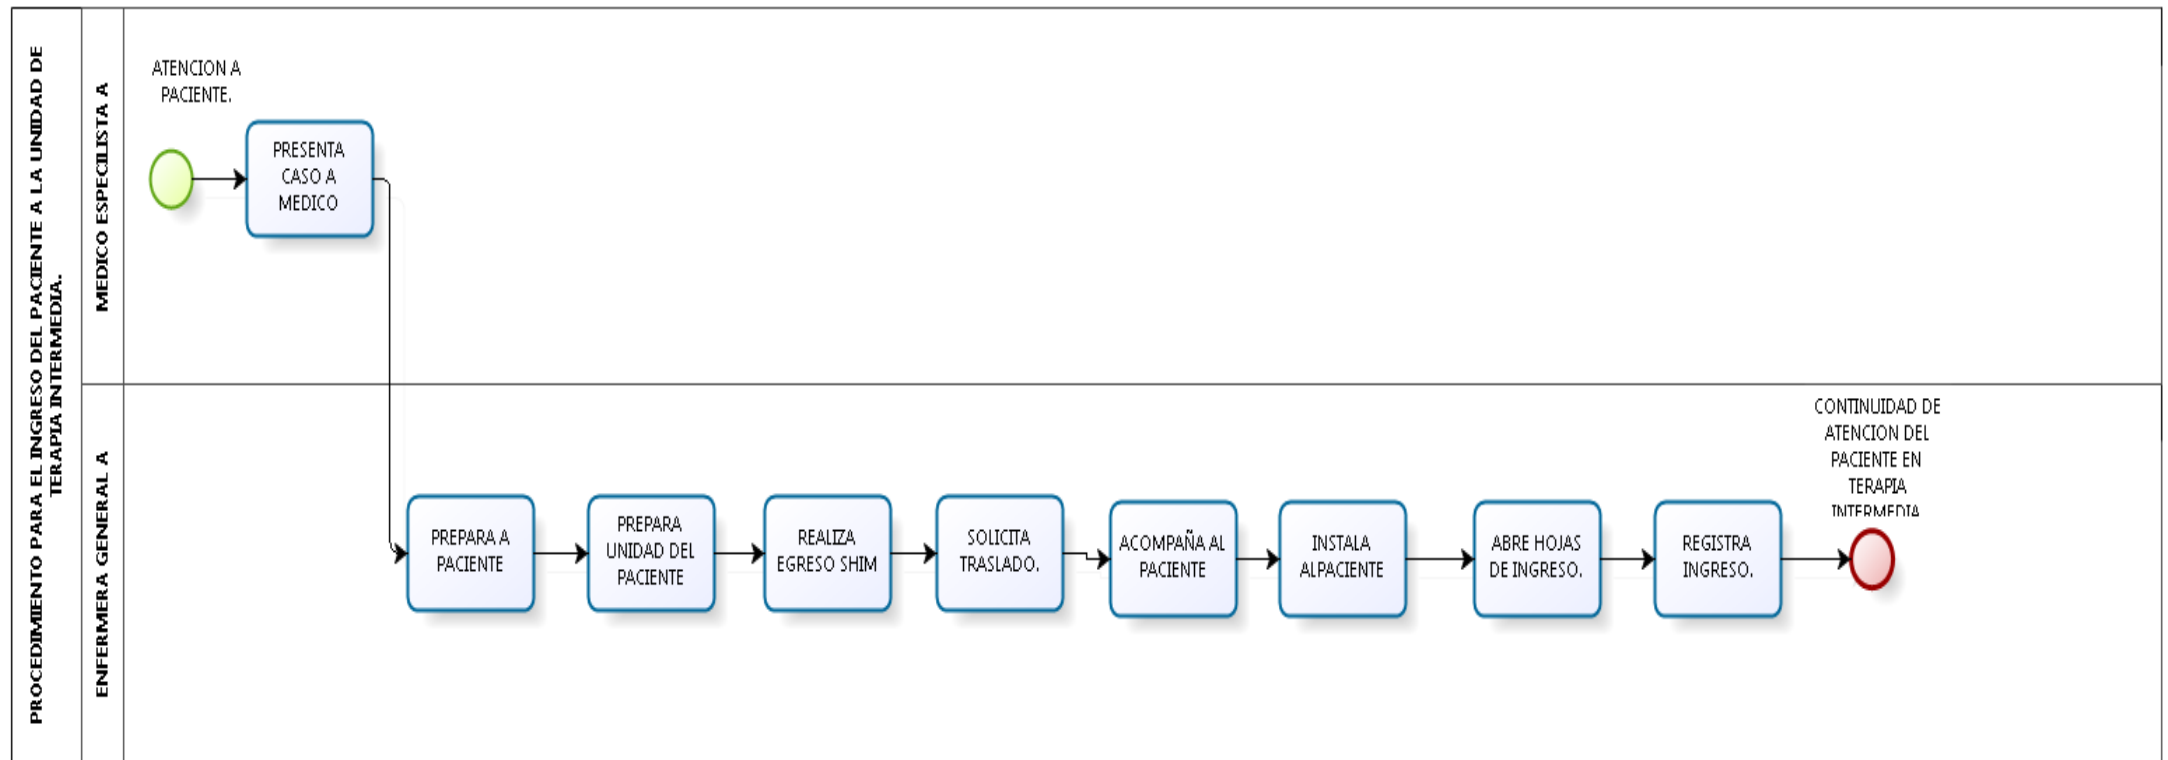 PROCEDIMIENTO PARA EL INGRESO DEL PACIENTE A LA UNIDAD DE
TERAPIA INTERMEDIA.
MEDICO ESPECILISTA A
ATENCION A
PACIENTE.
PRESENTA
CASO A
MEDICO
ENFERMERA GENERAL A
PREPARA A
PACIENTE
PREPARA
UNIDAD DEL
PACIENTE
REALIZA
EGRESO SHIM
SOLICITA
TRASLADO.
ACOMPAÑA AL
PACIENTE
INSTALA
ALPACIENTE
ABRE HOJAS
DE INGRESO.
REGISTRA
INGRESO.
CONTINUIDAD DE
ATENCION DEL
PACIENTE EN
TERAPIA
INTERMEDIA